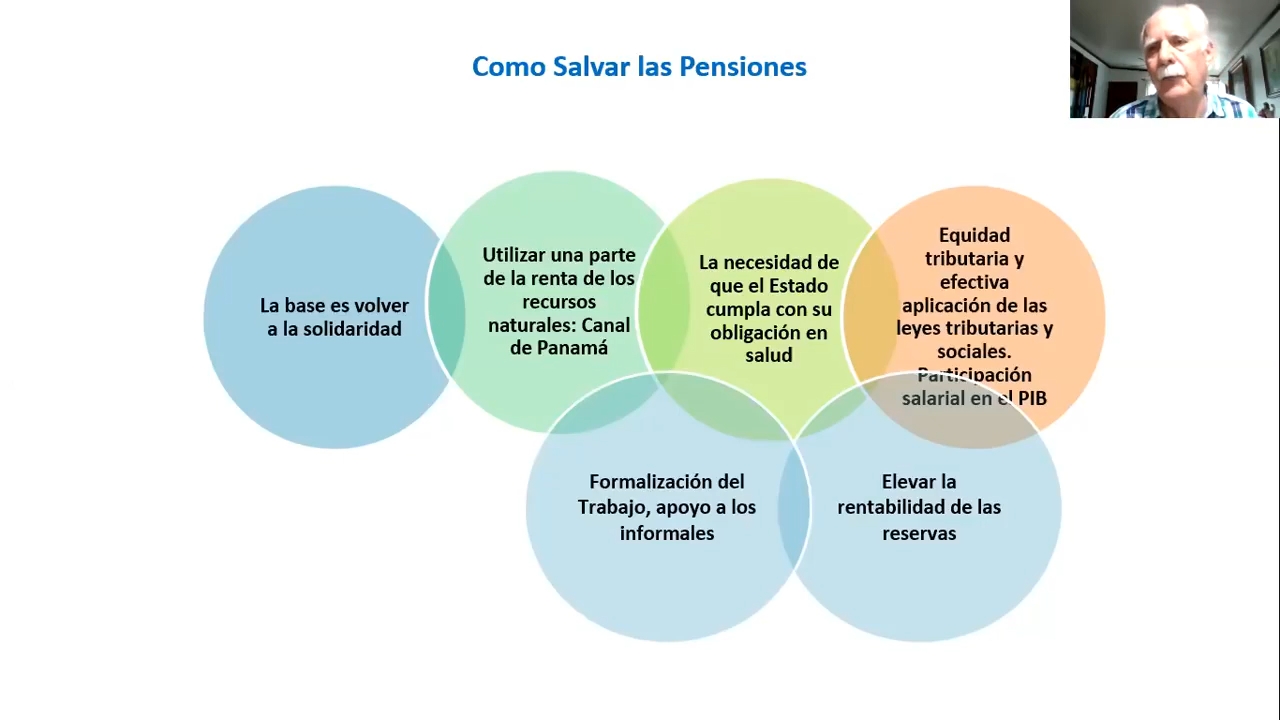 Como Salvar las Pensiones
La base es volver
a la solidaridad
Utilizar una parte
de la renta de los
recursos
naturales: Canal
de Panamá
La necesidad de
que el Estado
cumpla con su
obligación en
salud
Equidad
tributaria y
efectiva
aplicación de las
leyes tributarias y
sociales.
Participación
salarial en el PIB
Formalización del
Trabajo, apoyo a los
informales
Elevar la
rentabilidad de las
reservas